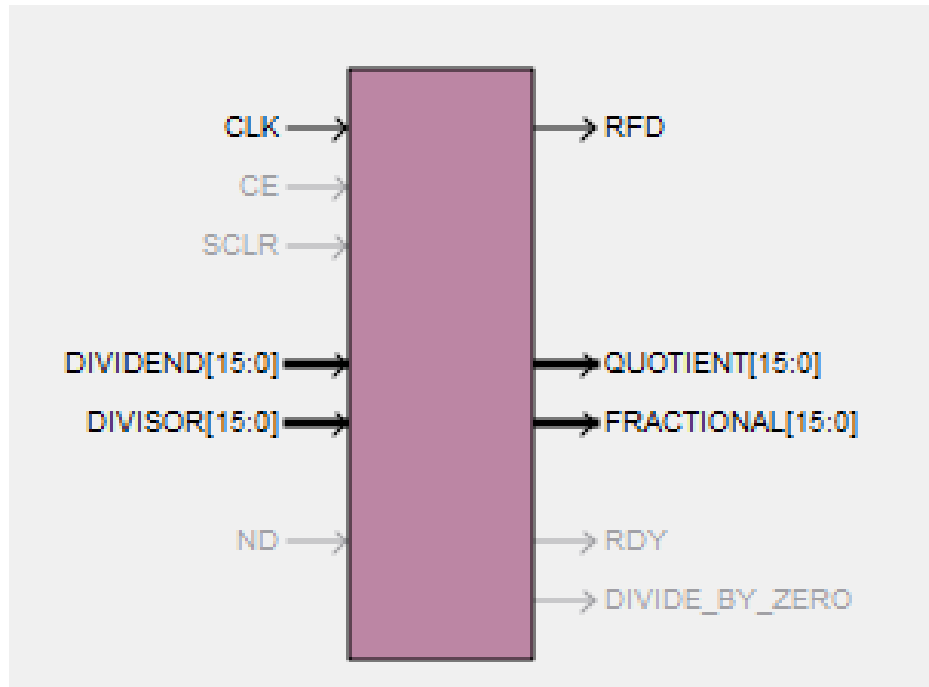 CLK
RFD
CE
SCLR
DIVIDEND[15:0]
QUOTIENT[15:0]
DIVISOR[15:0]
FRACTIONAL[15:0]
ND
RDY
DIVIDE_BY_ZERO